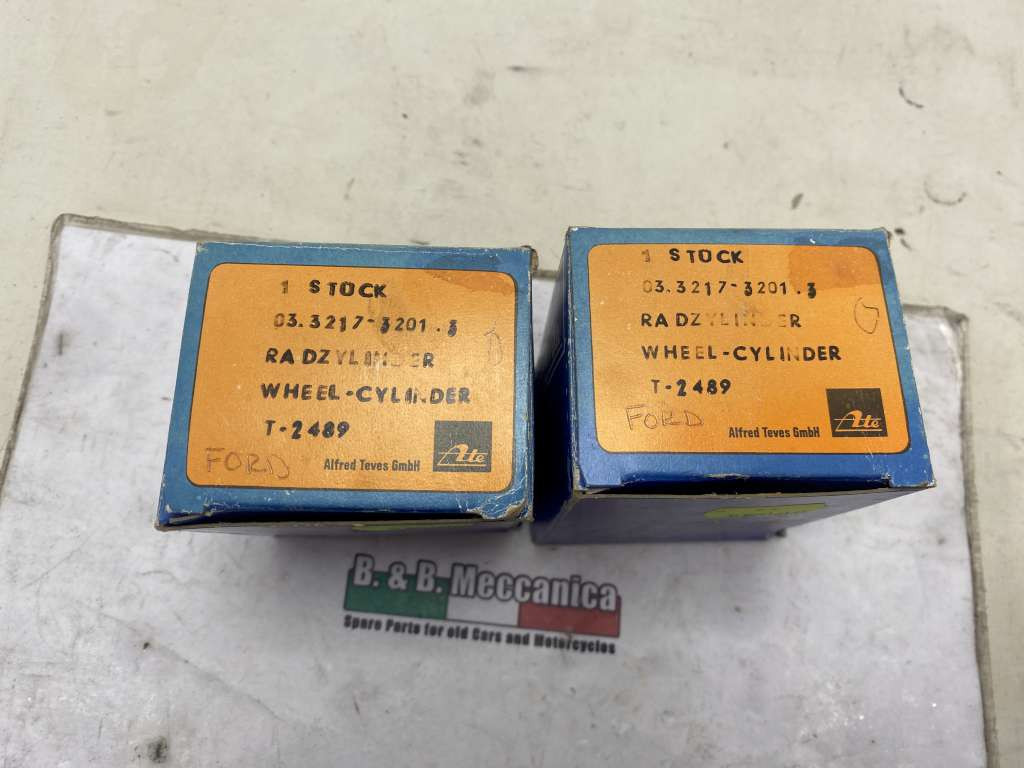 1 STÜCK
03.3217-3201.3
RADZYLINDER
WHEEL-CYLINDER
T-2489
FORD
Alfred Teves GmbH
Ate
1 STÜCK
03.3217-3201.3
RADZYLINDER
G
WHEEL-CYLINDER
T-2489
FORD
Alfred Teves GmbH
Ate
B. & B. Meccanica
Spare Parts for old Cars and Motorcycles